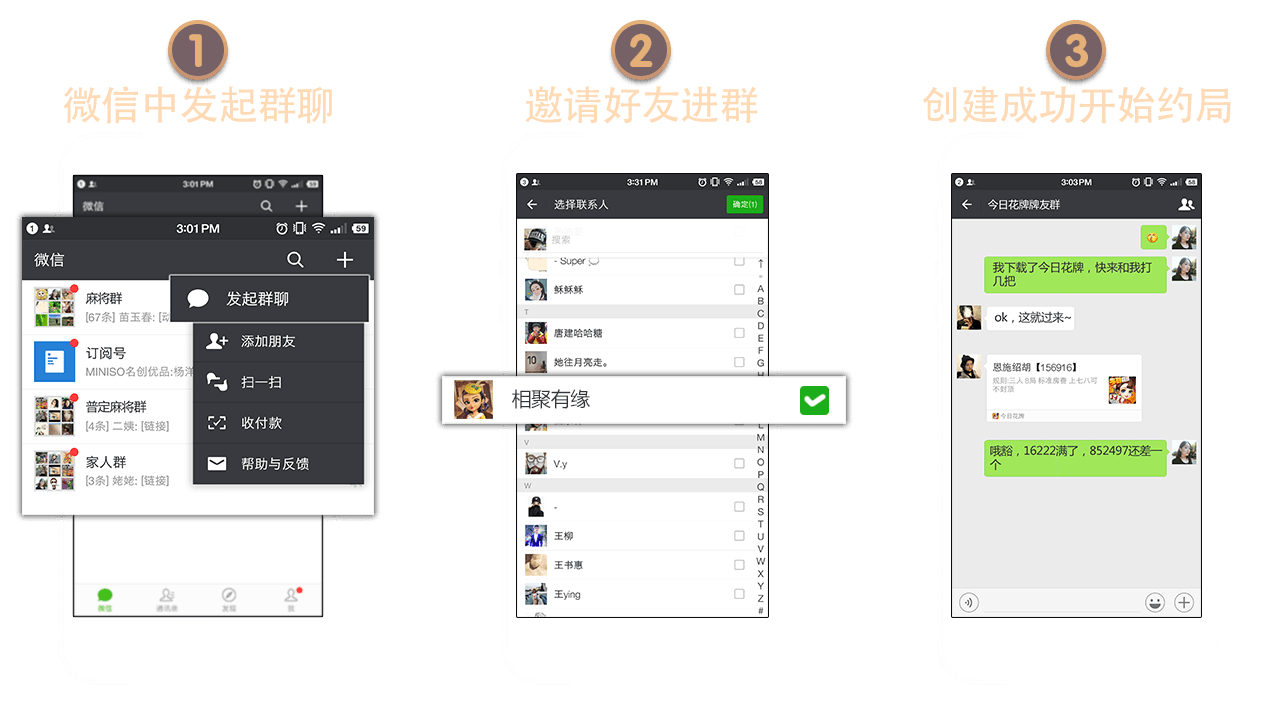 1
微信中发起群聊
3:01 PM
微信
1
3:01 PM
59
微信
发起群聊
添加朋友
扫一扫
收付款
帮助与反馈
麻将群
[67条] 苗玉春: [动
订阅号
MINISO名创优品:杨洋
普定麻将群
[4条] 二姨: [链接]
家人群
[3条] 姥姥: [链接]
微信
通讯录
发现
我
2
邀请好友进群
3
3:31 PM
58
选择联系人
确定(1)
搜索
- Super
稣稣稣
T
唐建哈哈糖
她往月亮走。
相聚有缘
V
V.y
W
-
王柳
王书惠
王ying
↑
A
B
C
D
E
F
G
H
M
N
O
P
Q
R
S
T
U
V
W
X
Y
Z
#
3
创建成功开始约局
2
3:03 PM
58
今日花牌牌友群
我下载了今日花牌，快来和我打
几把
ok，这就过来~
恩施绍胡【156916】
规则:三人 8局 标准房费 上七八可
不封顶
今日花牌
哦豁，16222满了，852497还差一
个